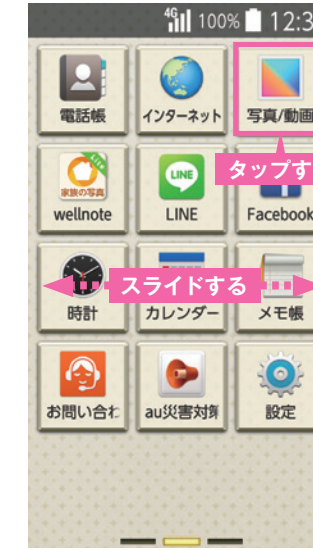 4G 100% 12:3
電話帳 インターネット 写真/動画
タップす
家族の写真 Lite LINE
wellnote LINE Facebook
スライドする
時計 カレンダー メモ帳
お問い合わ au災害対策 設定